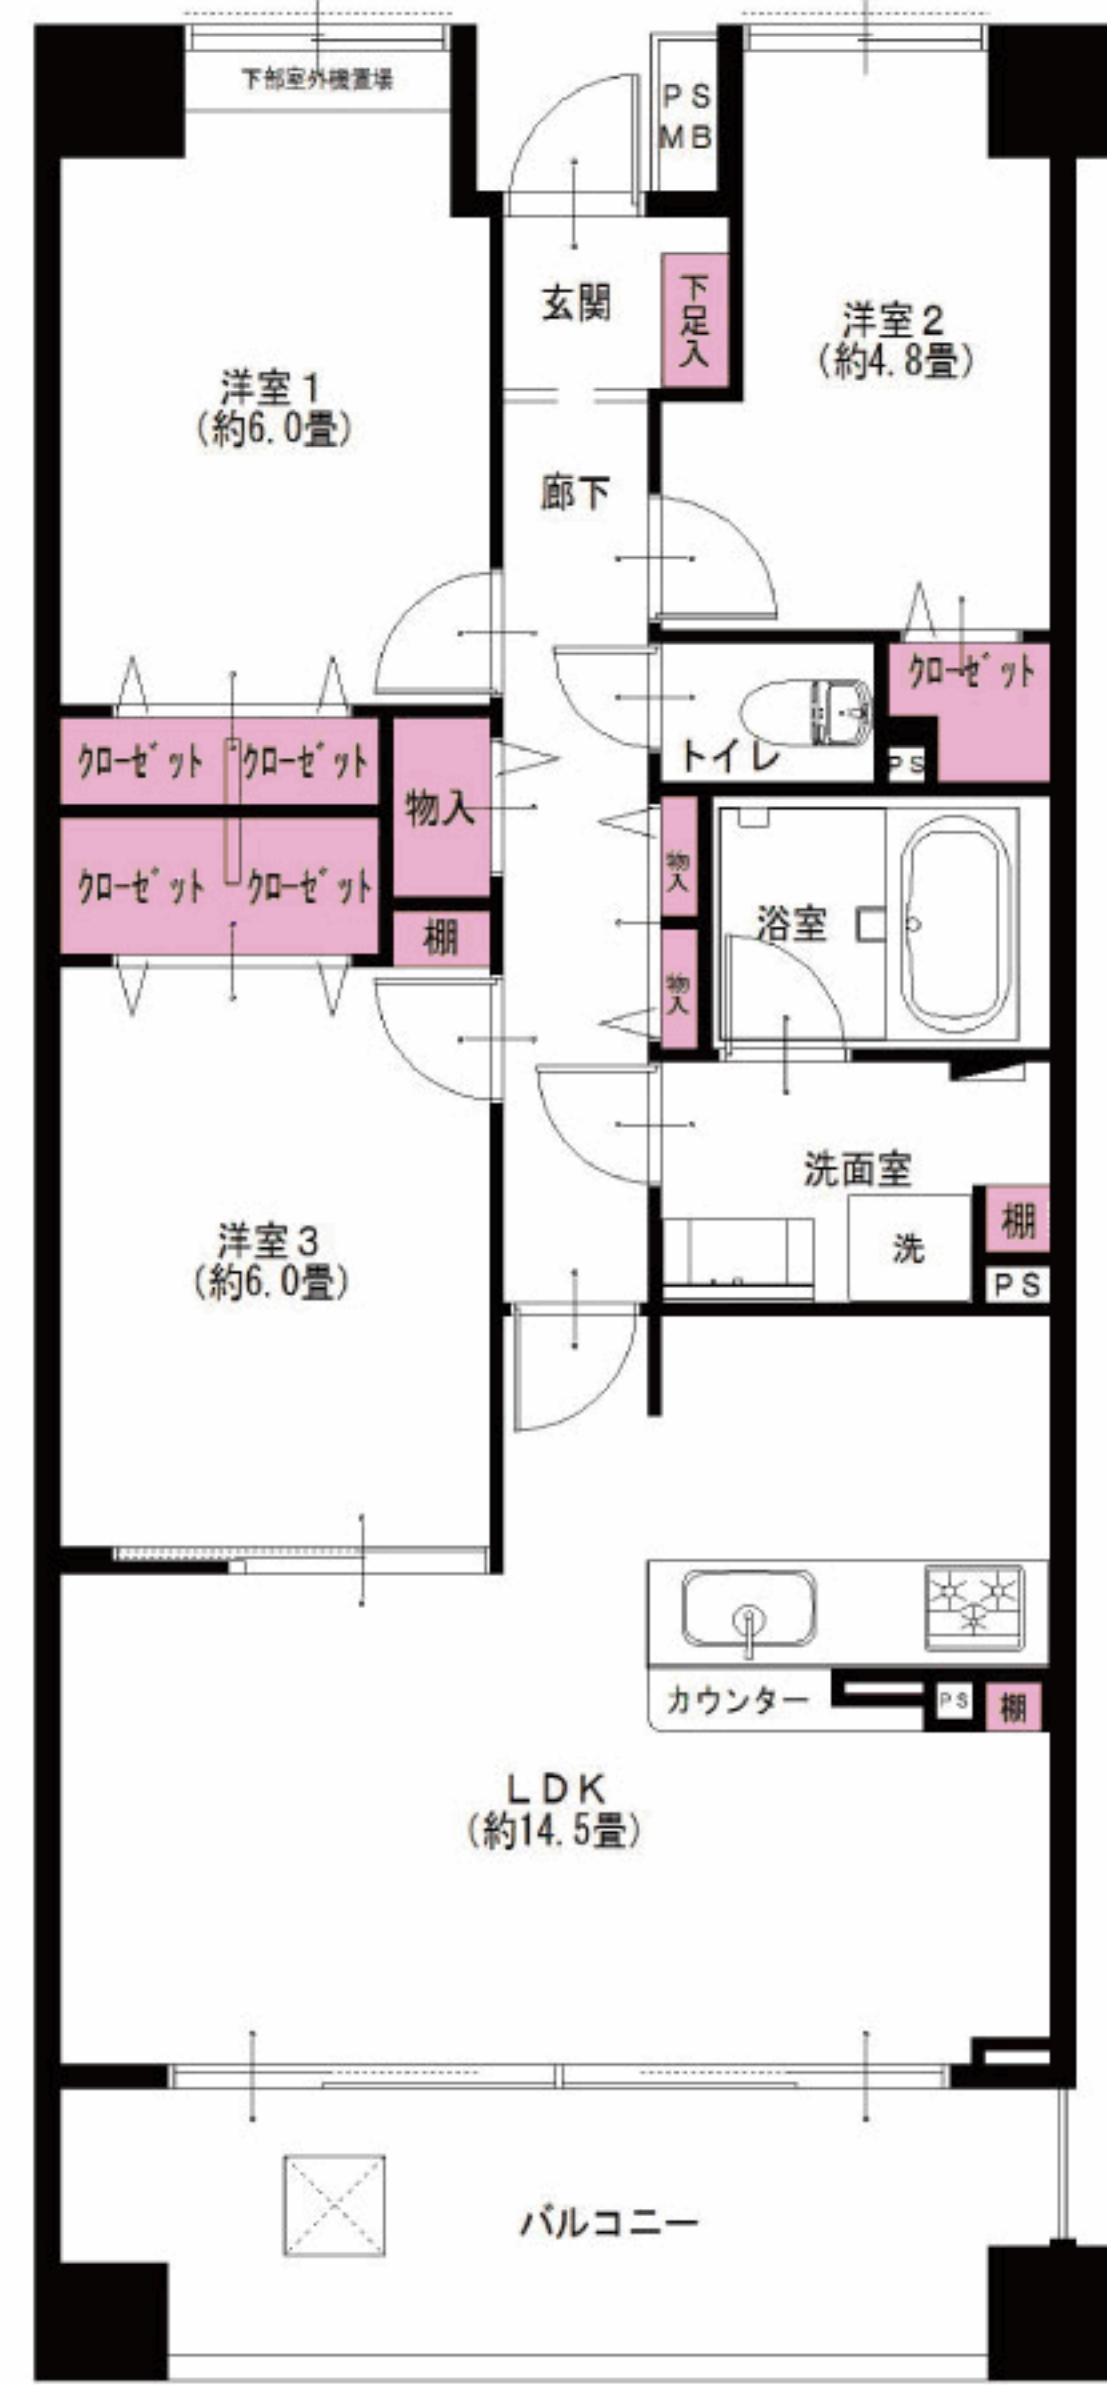 下部室外機置場
PS
MB
玄関
下足入
洋室2
(約4.8畳)
洋室1
(約6.0畳)
廊下
クローゼット
トイレ
PS
クローゼット
クローゼット
物入
クローゼット
クローゼット
棚
物入
物入
浴室
洗面室
洗
棚
PS
洋室3
(約6.0畳)
カウンター
PS
棚
LDK
(約14.5畳)
バルコニー